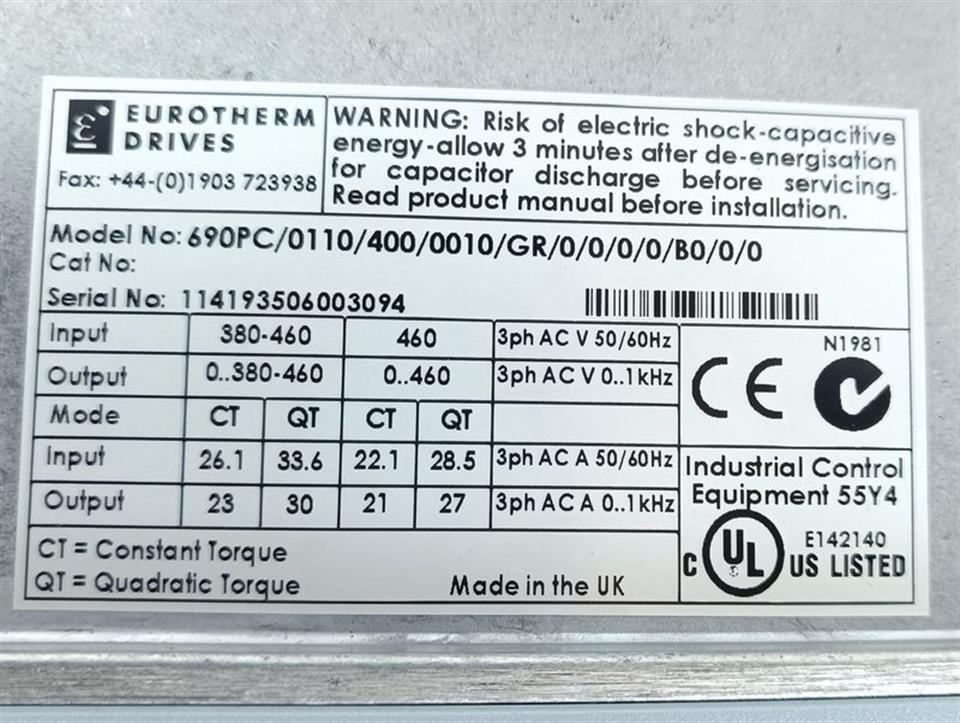 EUROTHERM
DRIVES
Fax: +44-(0)1903 723938
WARNING: Risk of electric shock-capacitive
energy-allow 3 minutes after de-energisation
for capacitor discharge before servicing.
Read product manual before installation.
Model No: 690PC/0110/400/0010/GR/0/0/0/0/B0/0/0
Cat No:
Serial No: 114193506003094
Input 380-460 460 3ph AC V 50/60Hz
Output 0..380-460 0..460 3ph AC V 0..1kHz
Mode CT QT CT QT
Input 26.1 33.6 22.1 28.5 3ph AC A 50/60Hz
Output 23 30 21 27 3ph AC A 0..1kHz
CT = Constant Torque
QT = Quadratic Torque
Made in the UK
CE
N1981
Industrial Control
Equipment 55Y4
C UL US LISTED
E142140